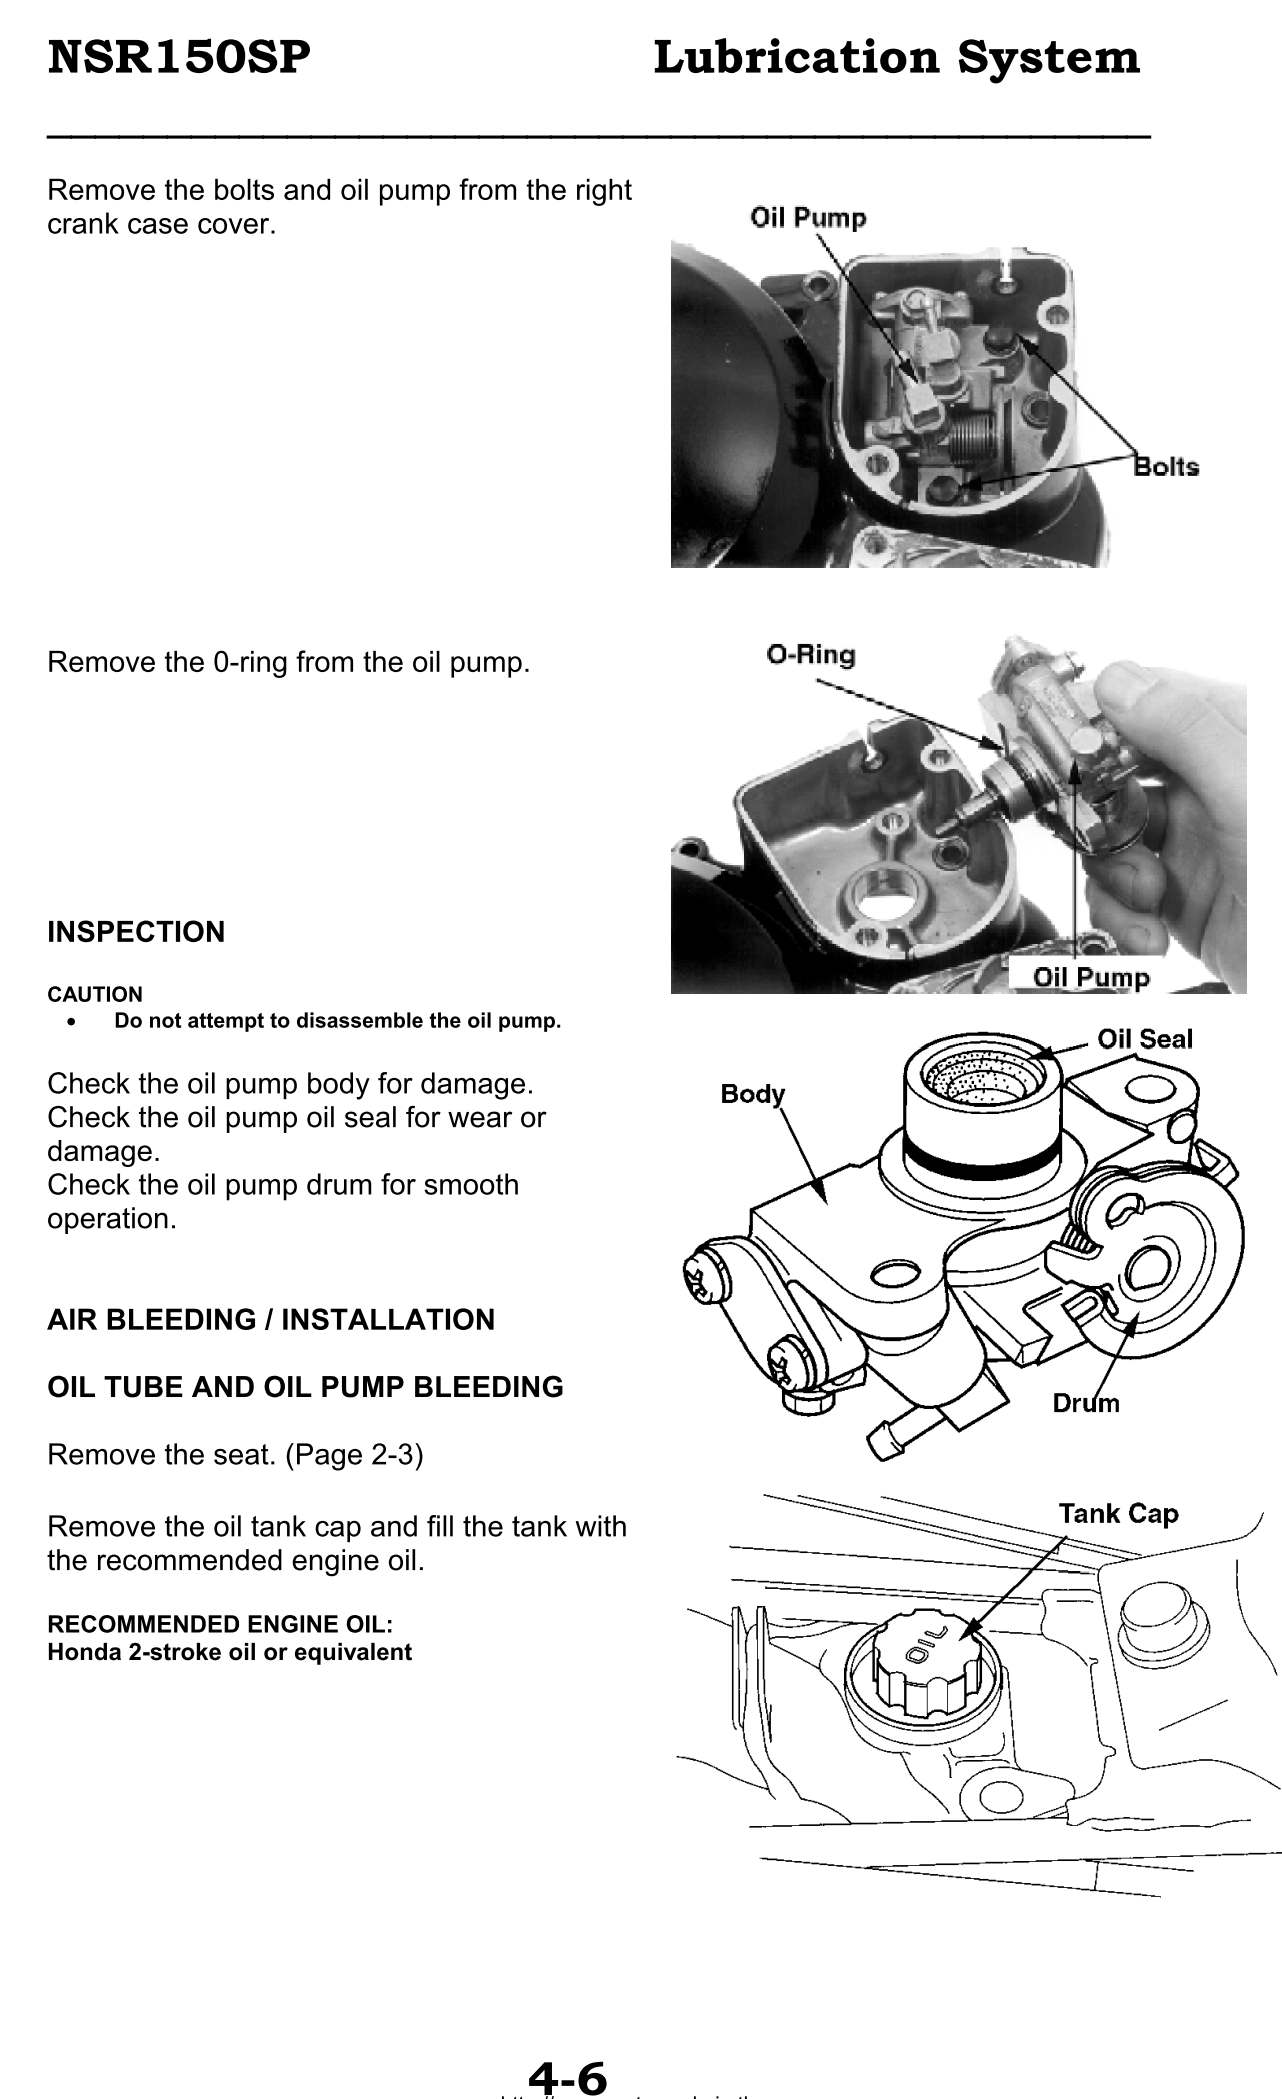 NSR150SP Lubrication System
Remove the bolts and oil pump from the right
crank case cover.
Oil Pump
Bolts
Remove the 0-ring from the oil pump.
O-Ring
Oil Pump
INSPECTION
CAUTION
• Do not attempt to disassemble the oil pump.
Check the oil pump body for damage.
Check the oil pump oil seal for wear or
damage.
Check the oil pump drum for smooth
operation.
Oil Seal
Body
Drum
AIR BLEEDING / INSTALLATION
OIL TUBE AND OIL PUMP BLEEDING
Remove the seat. (Page 2-3)
Remove the oil tank cap and fill the tank with
the recommended engine oil.
RECOMMENDED ENGINE OIL:
Honda 2-stroke oil or equivalent
Tank Cap
OIL
4-6